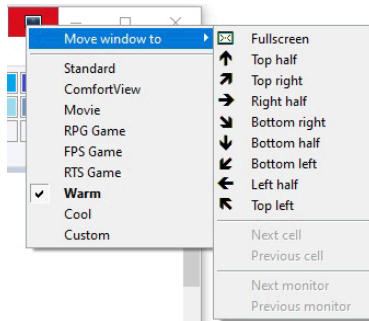 Move window to
Standard
ComfortView
Movie
RPG Game
FPS Game
RTS Game
Warm
Cool
Custom
Fullscreen
Top half
Top right
Right half
Bottom right
Bottom half
Bottom left
Left half
Top left
Next cell
Previous cell
Next monitor
Previous monitor